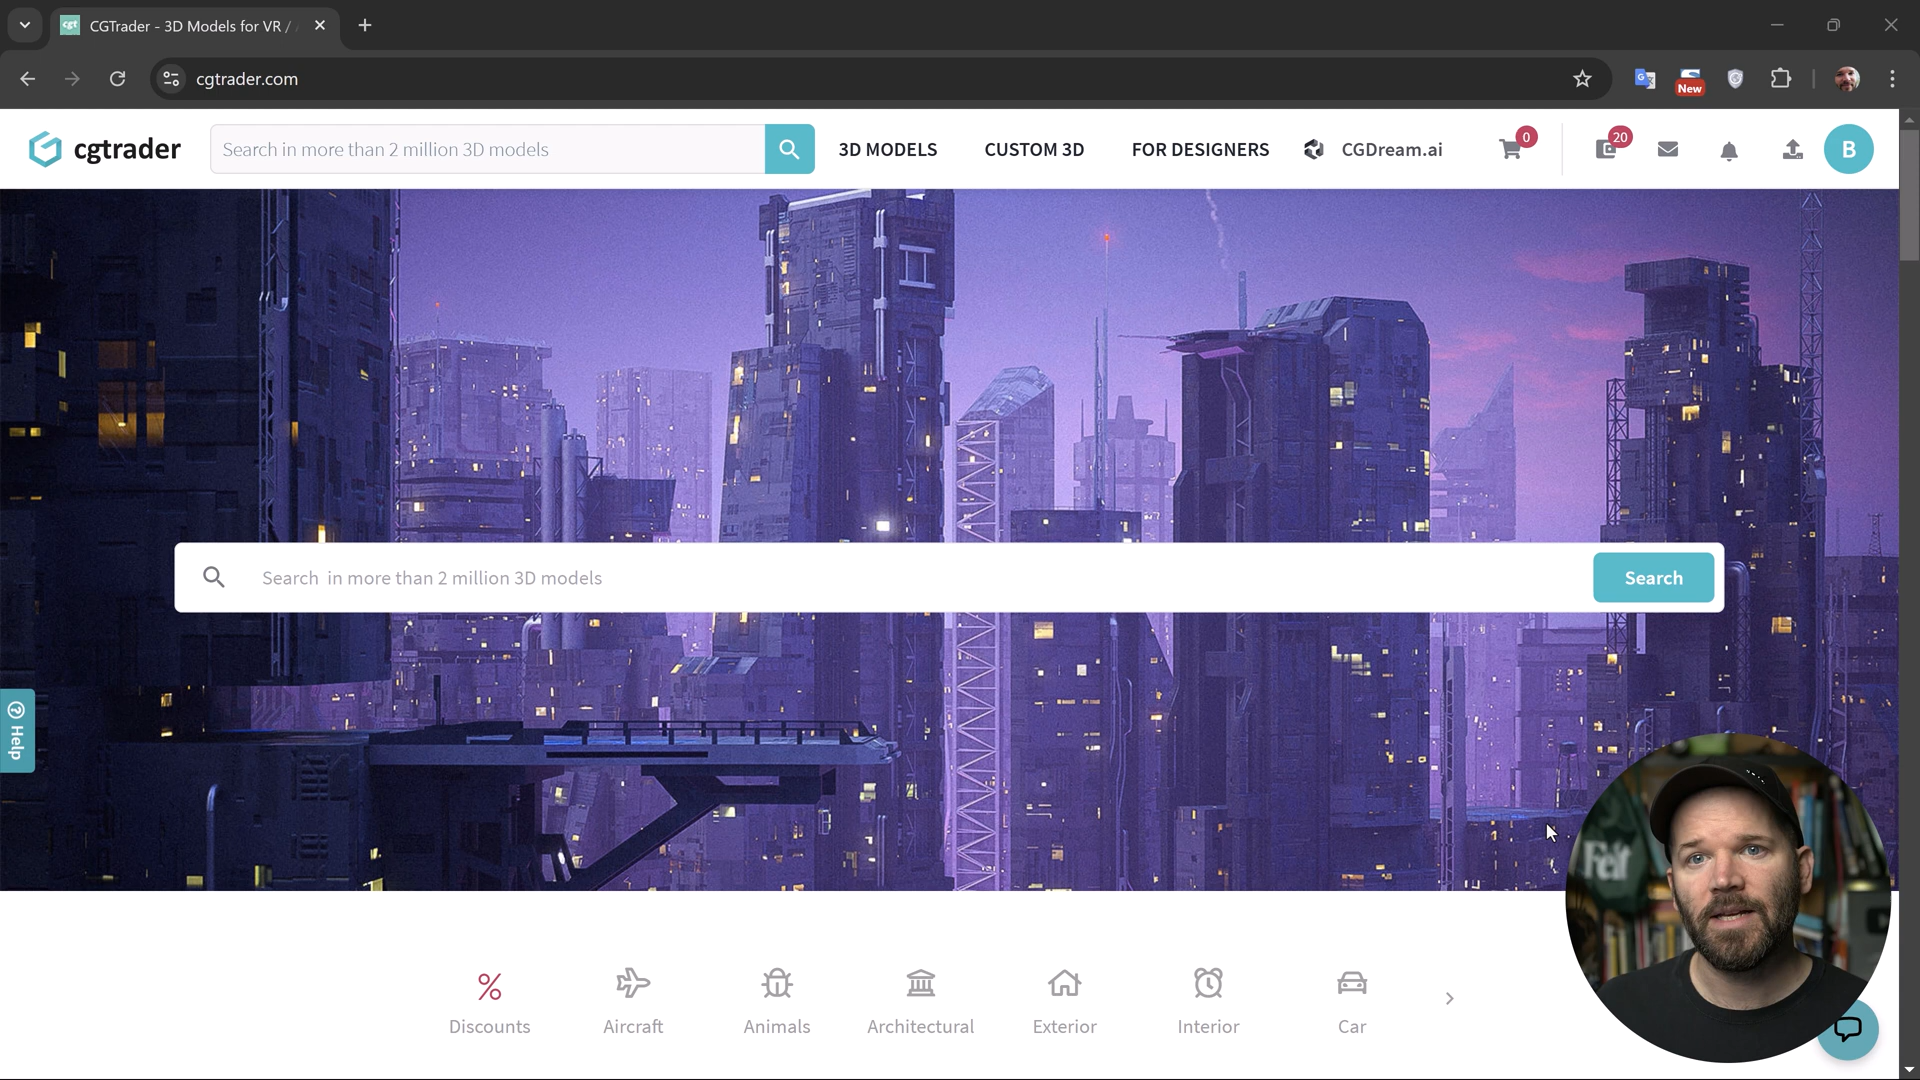 CGTrader - 3D Models for VR /
cgtrader.com
New
cgtrader
Search in more than 2 million 3D models
3D MODELS
CUSTOM 3D
FOR DESIGNERS
CGDream.ai
0
20
B
Search in more than 2 million 3D models
Search
Help
Felt
Discounts
Aircraft
Animals
Architectural
Exterior
Interior
Car